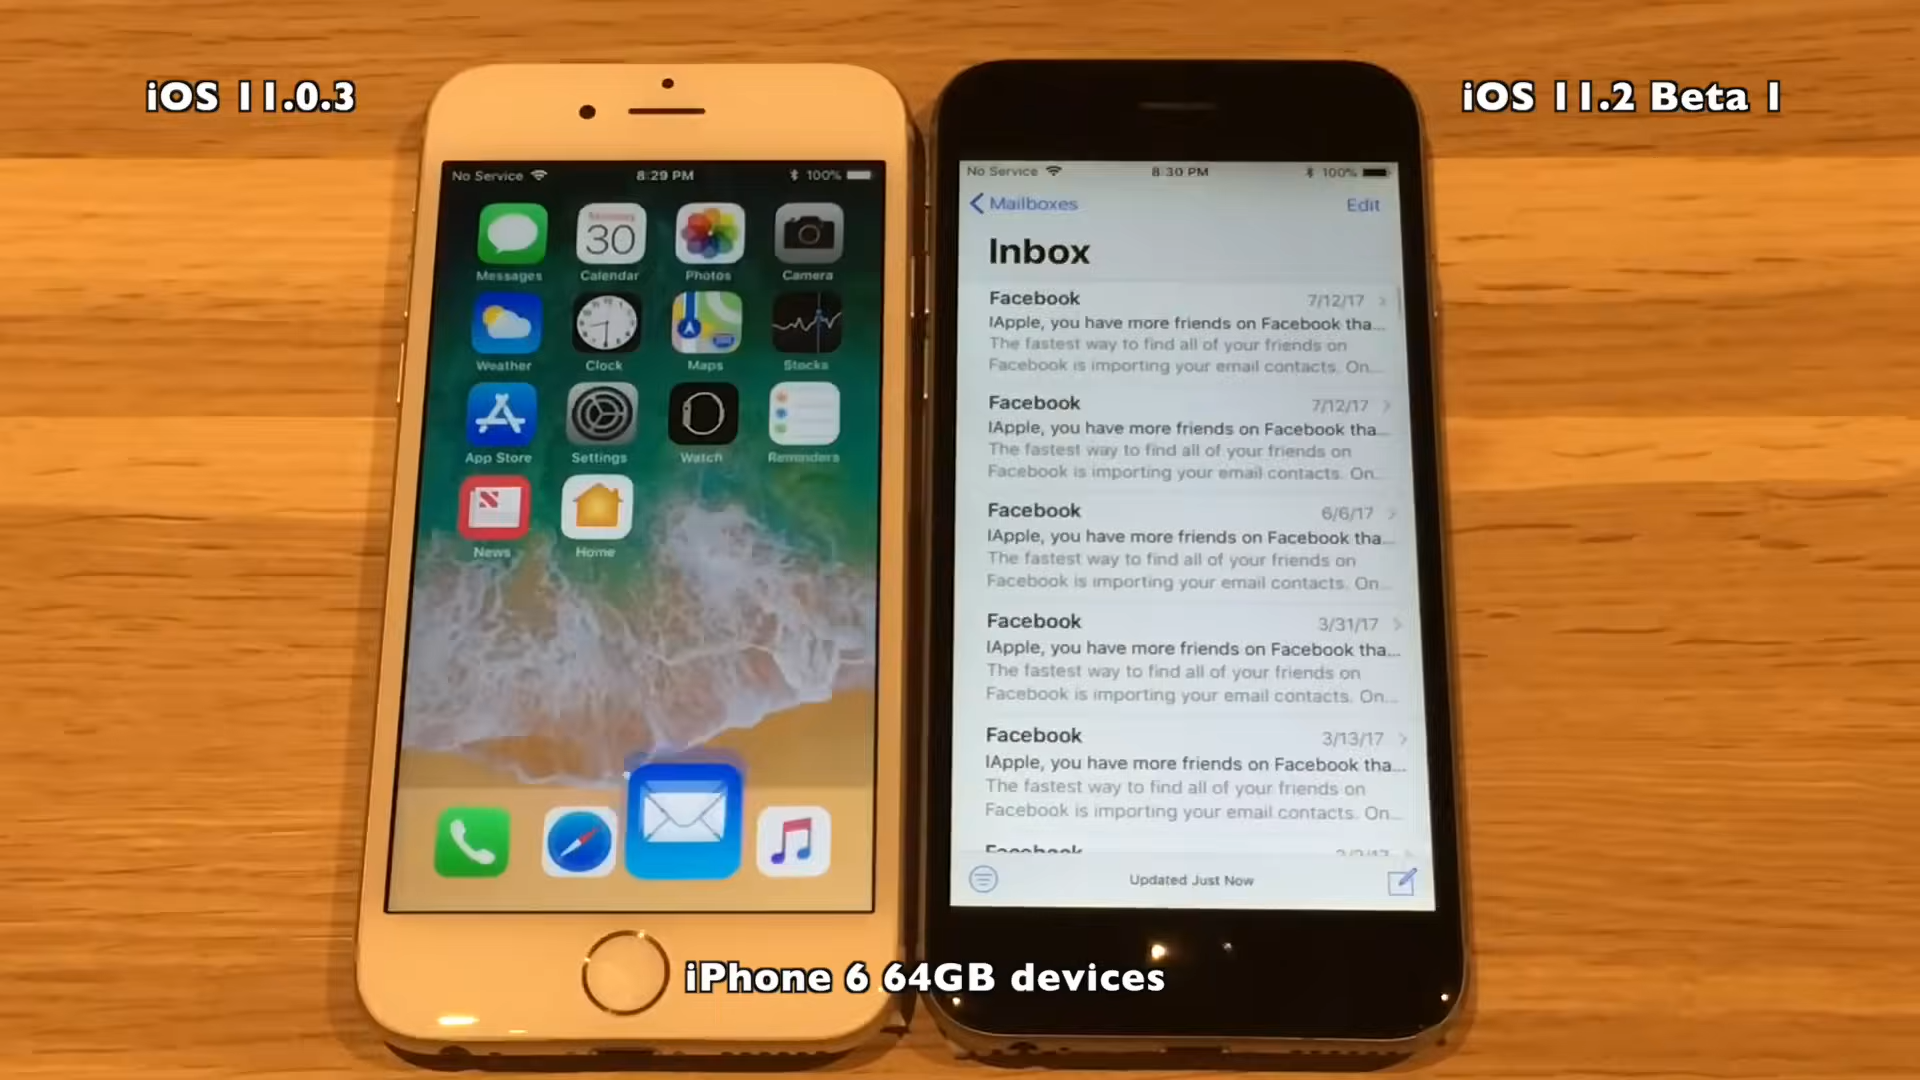 iOS 11.0.3
iOS 11.2 Beta 1
No Service 8:29 PM 100%
Monday
30
Messages Calendar Photos Camera
Weather Clock Maps Stocks
App Store Settings Watch Reminders
News Home
No Service 8:30 PM 100%
Mailboxes Edit
Inbox
Facebook 7/12/17
IApple, you have more friends on Facebook tha...
The fastest way to find all of your friends on
Facebook is importing your email contacts. On...
Facebook 7/12/17
IApple, you have more friends on Facebook tha...
The fastest way to find all of your friends on
Facebook is importing your email contacts. On...
Facebook 6/6/17
IApple, you have more friends on Facebook tha...
The fastest way to find all of your friends on
Facebook is importing your email contacts. On...
Facebook 3/31/17
IApple, you have more friends on Facebook tha...
The fastest way to find all of your friends on
Facebook is importing your email contacts. On...
Facebook 3/13/17
IApple, you have more friends on Facebook tha...
The fastest way to find all of your friends on
Facebook is importing your email contacts. On...
Facebook
Updated Just Now
iPhone 6 64GB devices